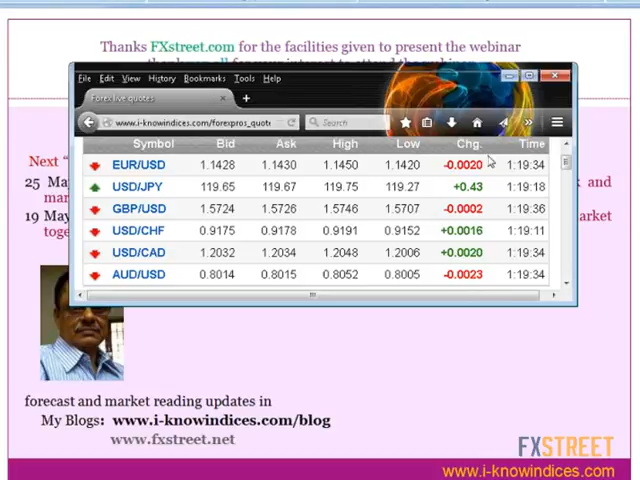 Thanks FXstreet.com for the facilities given to present the webinar
File Edit View History Bookmarks Tools Help
Forex live quotes
www.i-knowindices.com/forexpros_quote
Search
Symbol Bid Ask High Low Chg. Time
EUR/USD 1.1428 1.1430 1.1450 1.1420 -0.0020 1:19:34
USD/JPY 119.65 119.67 119.75 119.27 +0.43 1:19:18
GBP/USD 1.5724 1.5726 1.5746 1.5707 -0.0002 1:19:36
USD/CHF 0.9175 0.9178 0.9191 0.9152 +0.0016 1:19:11
USD/CAD 1.2032 1.2034 1.2048 1.2006 +0.0020 1:19:34
AUD/USD 0.8014 0.8015 0.8052 0.8005 -0.0023 1:19:34
Next "
25 May and
mar
19 May market
toge
forecast and market reading updates in
My Blogs: www.i-knowindices.com/blog
www.fxstreet.net
FXSTREET
www.i-knowindices.com